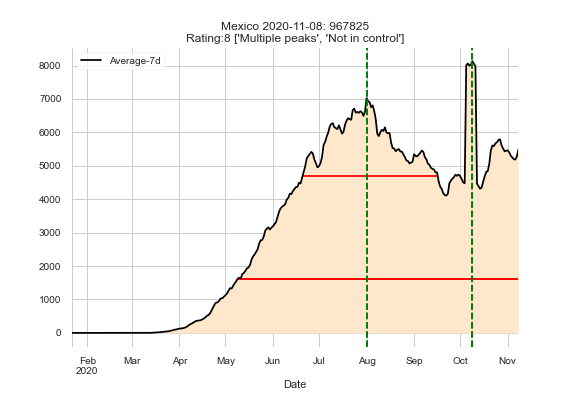 Mexico 2020-11-08: 967825
Rating:8 ['Multiple peaks', 'Not in control']
Average-7d
8000
7000
6000
5000
4000
3000
2000
1000
0
Feb Mar Apr May Jun Jul Aug Sep Oct Nov
2020
Date